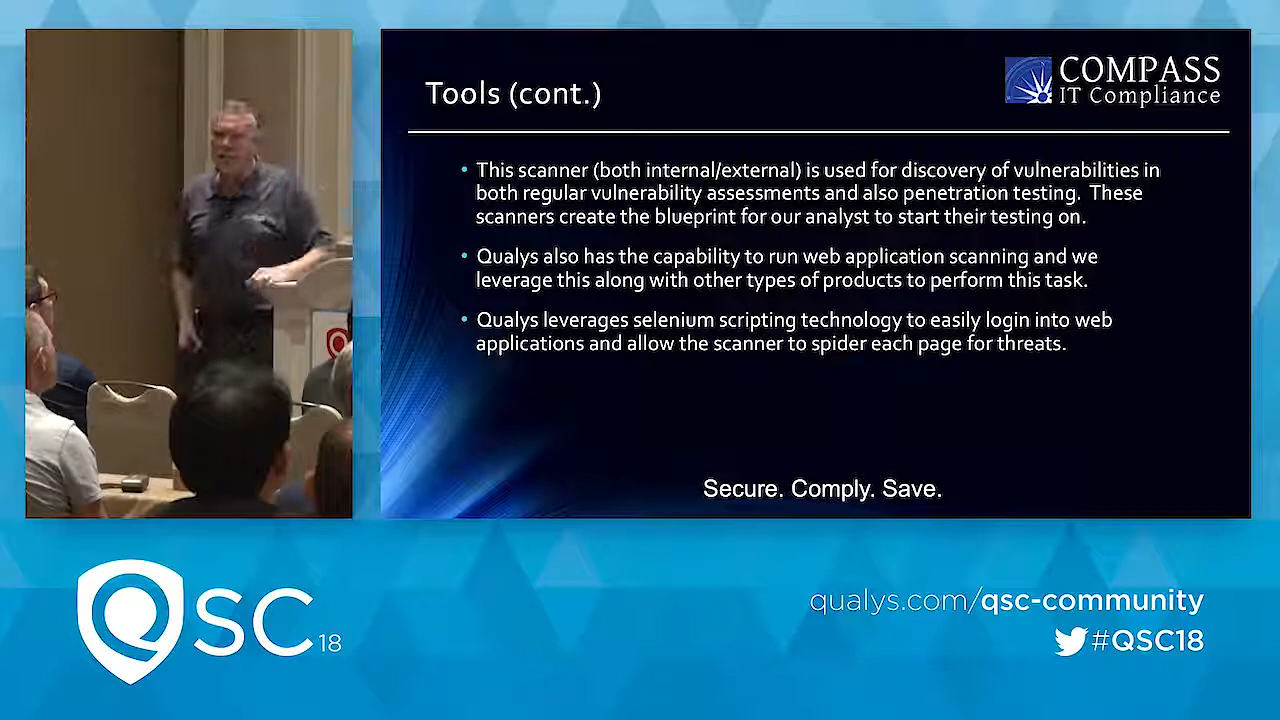 Tools (cont.)
COMPASS
IT Compliance
• This scanner (both internal/external) is used for discovery of vulnerabilities in
both regular vulnerability assessments and also penetration testing. These
scanners create the blueprint for our analyst to start their testing on.
• Qualys also has the capability to run web application scanning and we
leverage this along with other types of products to perform this task.
• Qualys leverages selenium scripting technology to easily login into web
applications and allow the scanner to spider each page for threats.
Secure. Comply. Save.
QSC 18
qualys.com/qsc-community
#QSC18